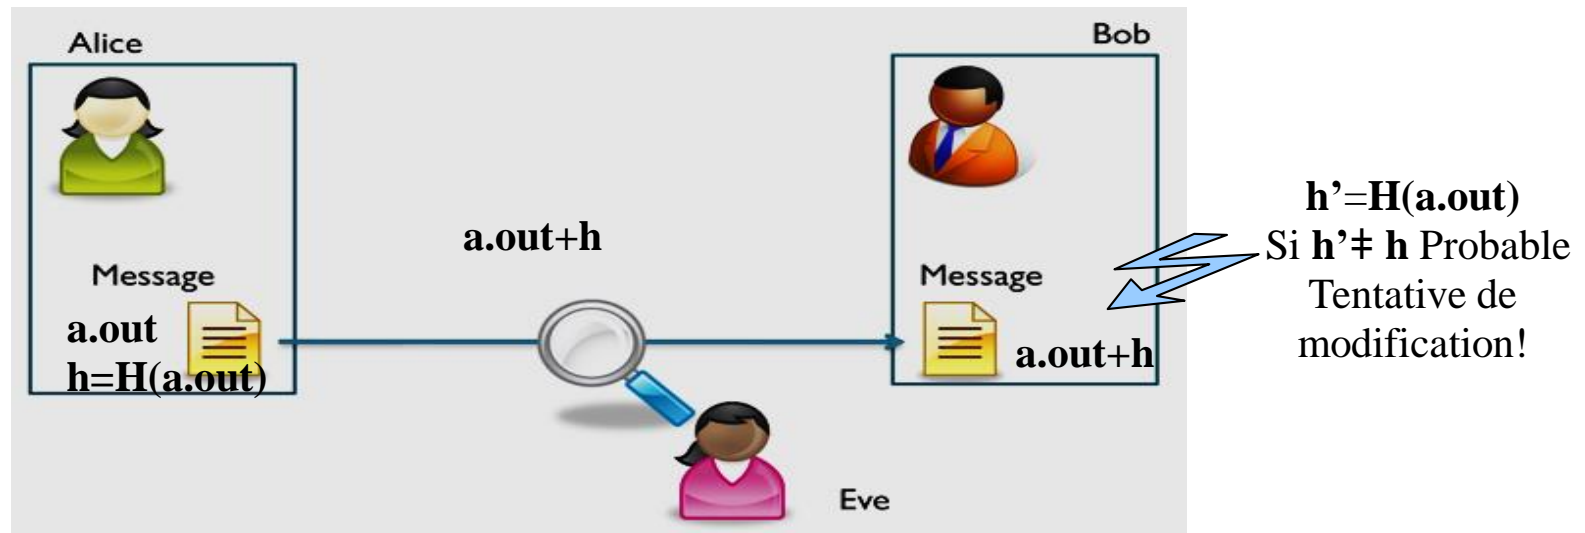 Alice
Bob
a.out+h
Message
a.out
h=H(a.out)
Message
a.out+h
h’=H(a.out)
Si h’‡ h Probable
Tentative de
modification!
Eve